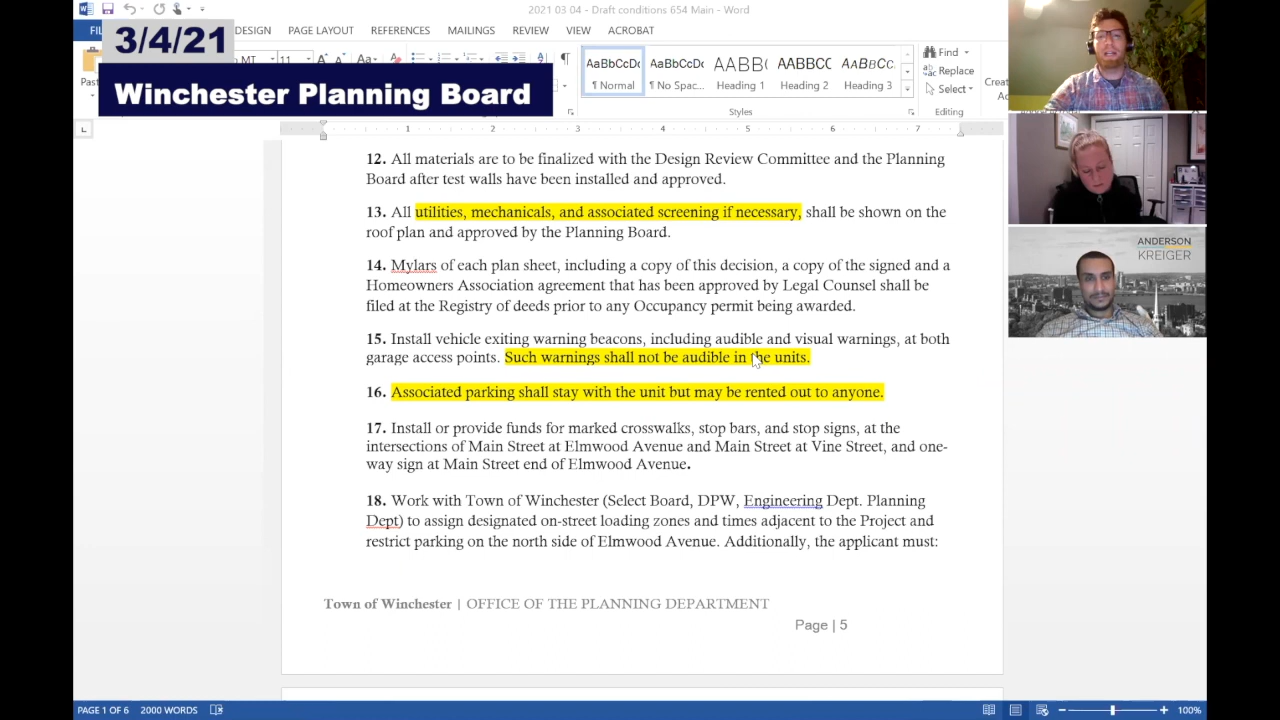 2021 03 04 - Draft conditions 654 Main - Word
FIL
DESIGN PAGE LAYOUT REFERENCES MAILINGS REVIEW VIEW ACROBAT
3/4/21
Winchester Planning Board
MT 11
Past
AaBbCcDc AaBbCcDc AABB( AABBCC AABBCC.
¶ Normal ¶ No Spac... Heading 1 Heading 2 Heading 3
Styles
Find
Replace
Select
Editing
Creat
1 2 3 4 5 6 7
12. All materials are to be finalized with the Design Review Committee and the Planning
Board after test walls have been installed and approved.
13. All utilities, mechanicals, and associated screening if necessary, shall be shown on the
roof plan and approved by the Planning Board.
14. Mylars of each plan sheet, including a copy of this decision, a copy of the signed and a
Homeowners Association agreement that has been approved by Legal Counsel shall be
filed at the Registry of deeds prior to any Occupancy permit being awarded.
15. Install vehicle exiting warning beacons, including audible and visual warnings, at both
garage access points. Such warnings shall not be audible in the units.
16. Associated parking shall stay with the unit but may be rented out to anyone.
17. Install or provide funds for marked crosswalks, stop bars, and stop signs, at the
intersections of Main Street at Elmwood Avenue and Main Street at Vine Street, and one-
way sign at Main Street end of Elmwood Avenue.
18. Work with Town of Winchester (Select Board, DPW, Engineering Dept. Planning
Dept) to assign designated on-street loading zones and times adjacent to the Project and
restrict parking on the north side of Elmwood Avenue. Additionally, the applicant must:
Town of Winchester | OFFICE OF THE PLANNING DEPARTMENT
Page | 5
PAGE 1 OF 6 2000 WORDS
100%
ANDERSON
KREIGER